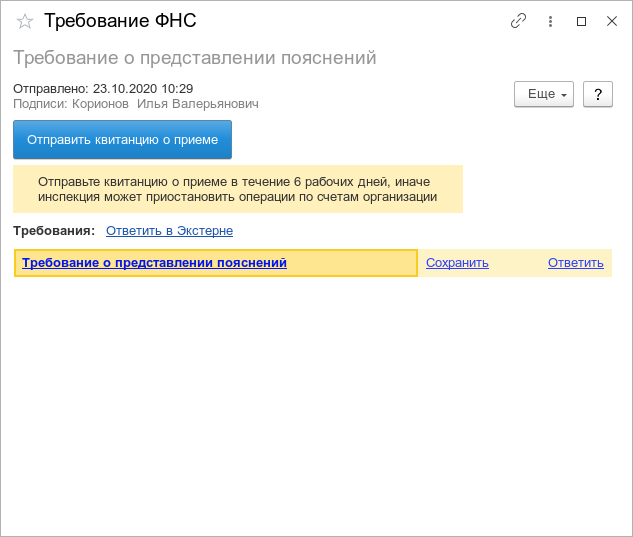 Требование ФНС
Требование о представлении пояснений
Отправлено: 23.10.2020 10:29
Подписи: Корионов Илья Валерьянович
Еще
?
Отправить квитанцию о приеме
Отправьте квитанцию о приеме в течение 6 рабочих дней, иначе
инспекция может приостановить операции по счетам организации
Требования: Ответить в Экстерне
Требование о представлении пояснений Сохранить Ответить